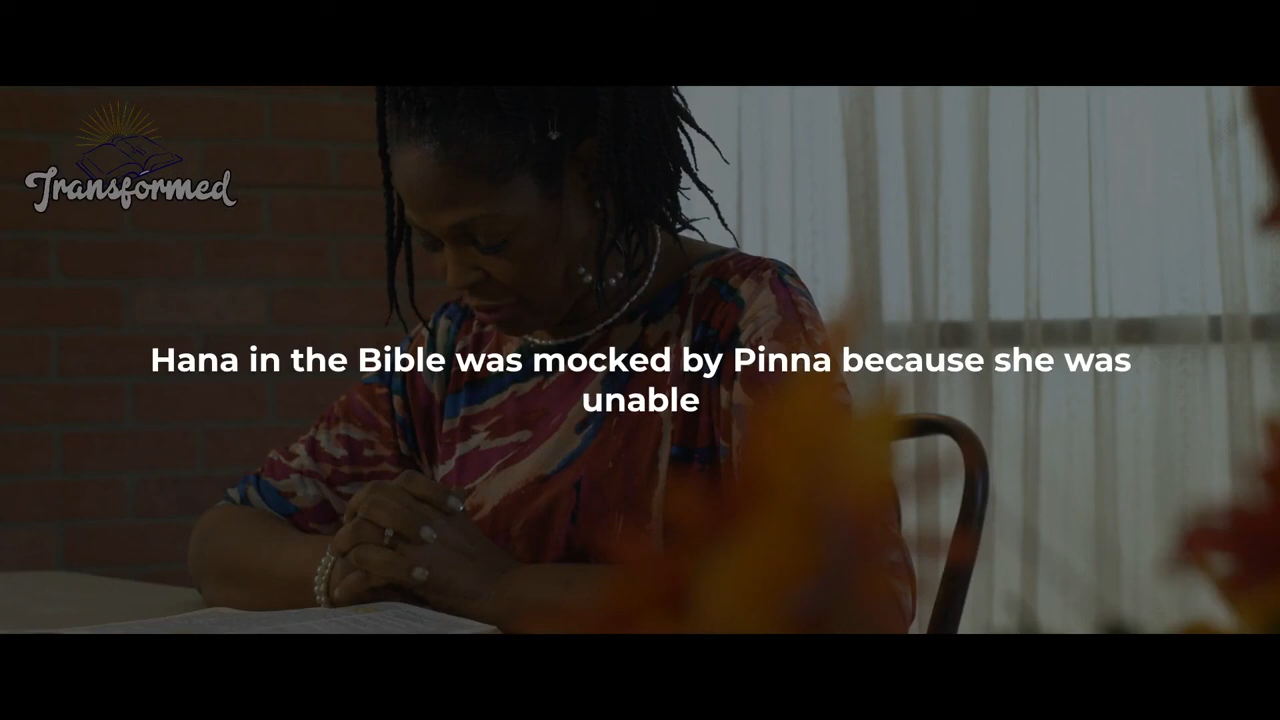 Transformed
Hana in the Bible was mocked by Pinna because she was
unable